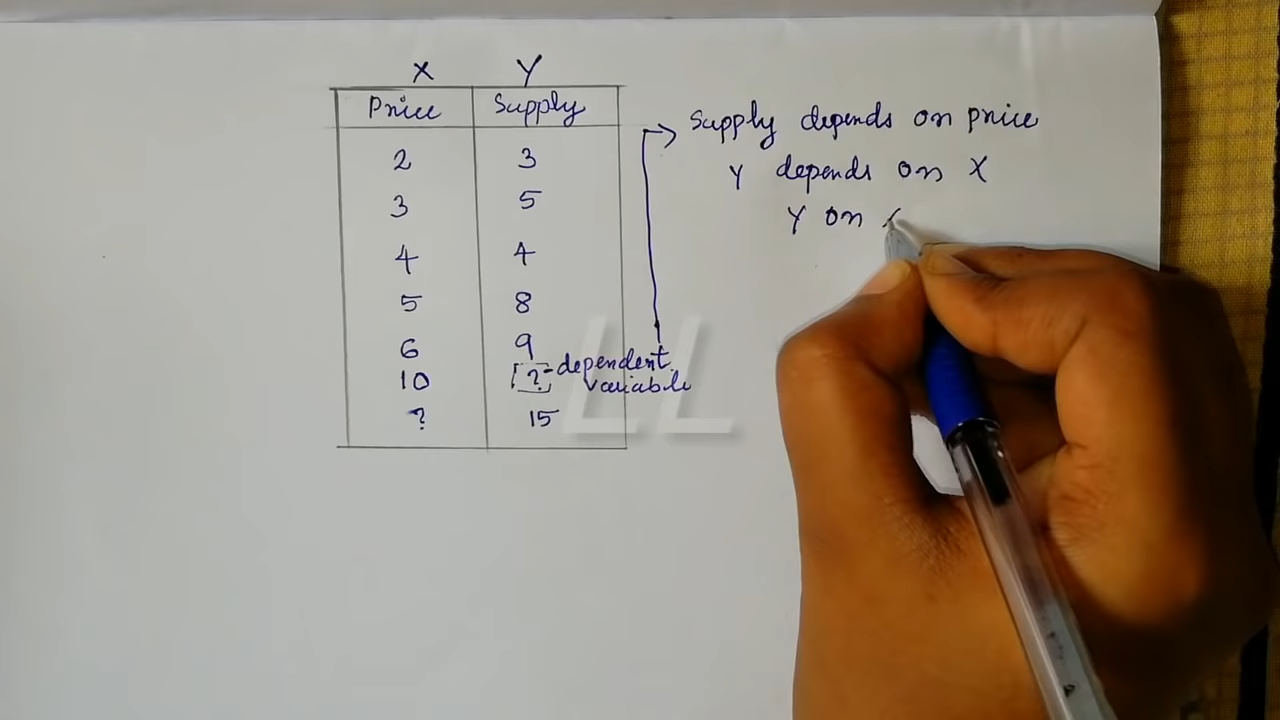 X Y
Price Supply
2 3
3 5
4 4
5 8
6 9
10 ? - dependent variable
? 15
Supply depends on price
Y depends on X
Y on
LL